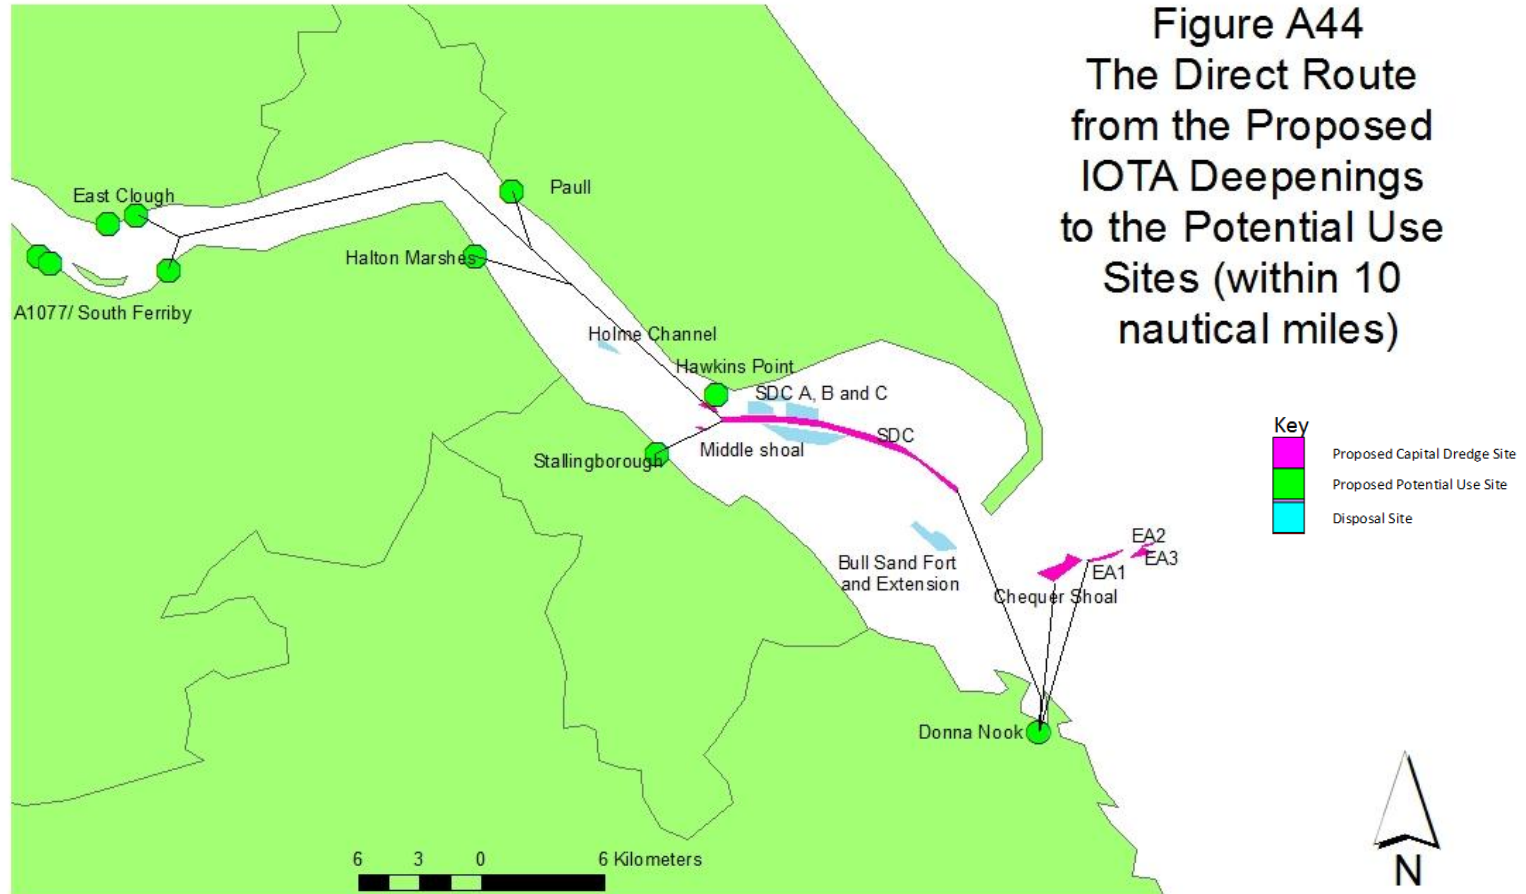 Figure A44
The Direct Route
from the Proposed
IOTA Deepenings
to the Potential Use
Sites (within 10
nautical miles)
East Clough
Paull
Halton Marshes
A1077/ South Ferriby
Holme Channel
Hawkins Point
SDC A, B and C
SDC
Middle shoal
Stallingborough
Bull Sand Fort
and Extension
EA2
EA3
EA1
Chequer Shoal
Donna Nook
Key
Proposed Capital Dredge Site
Proposed Potential Use Site
Disposal Site
6 3 0 6 Kilometers
N